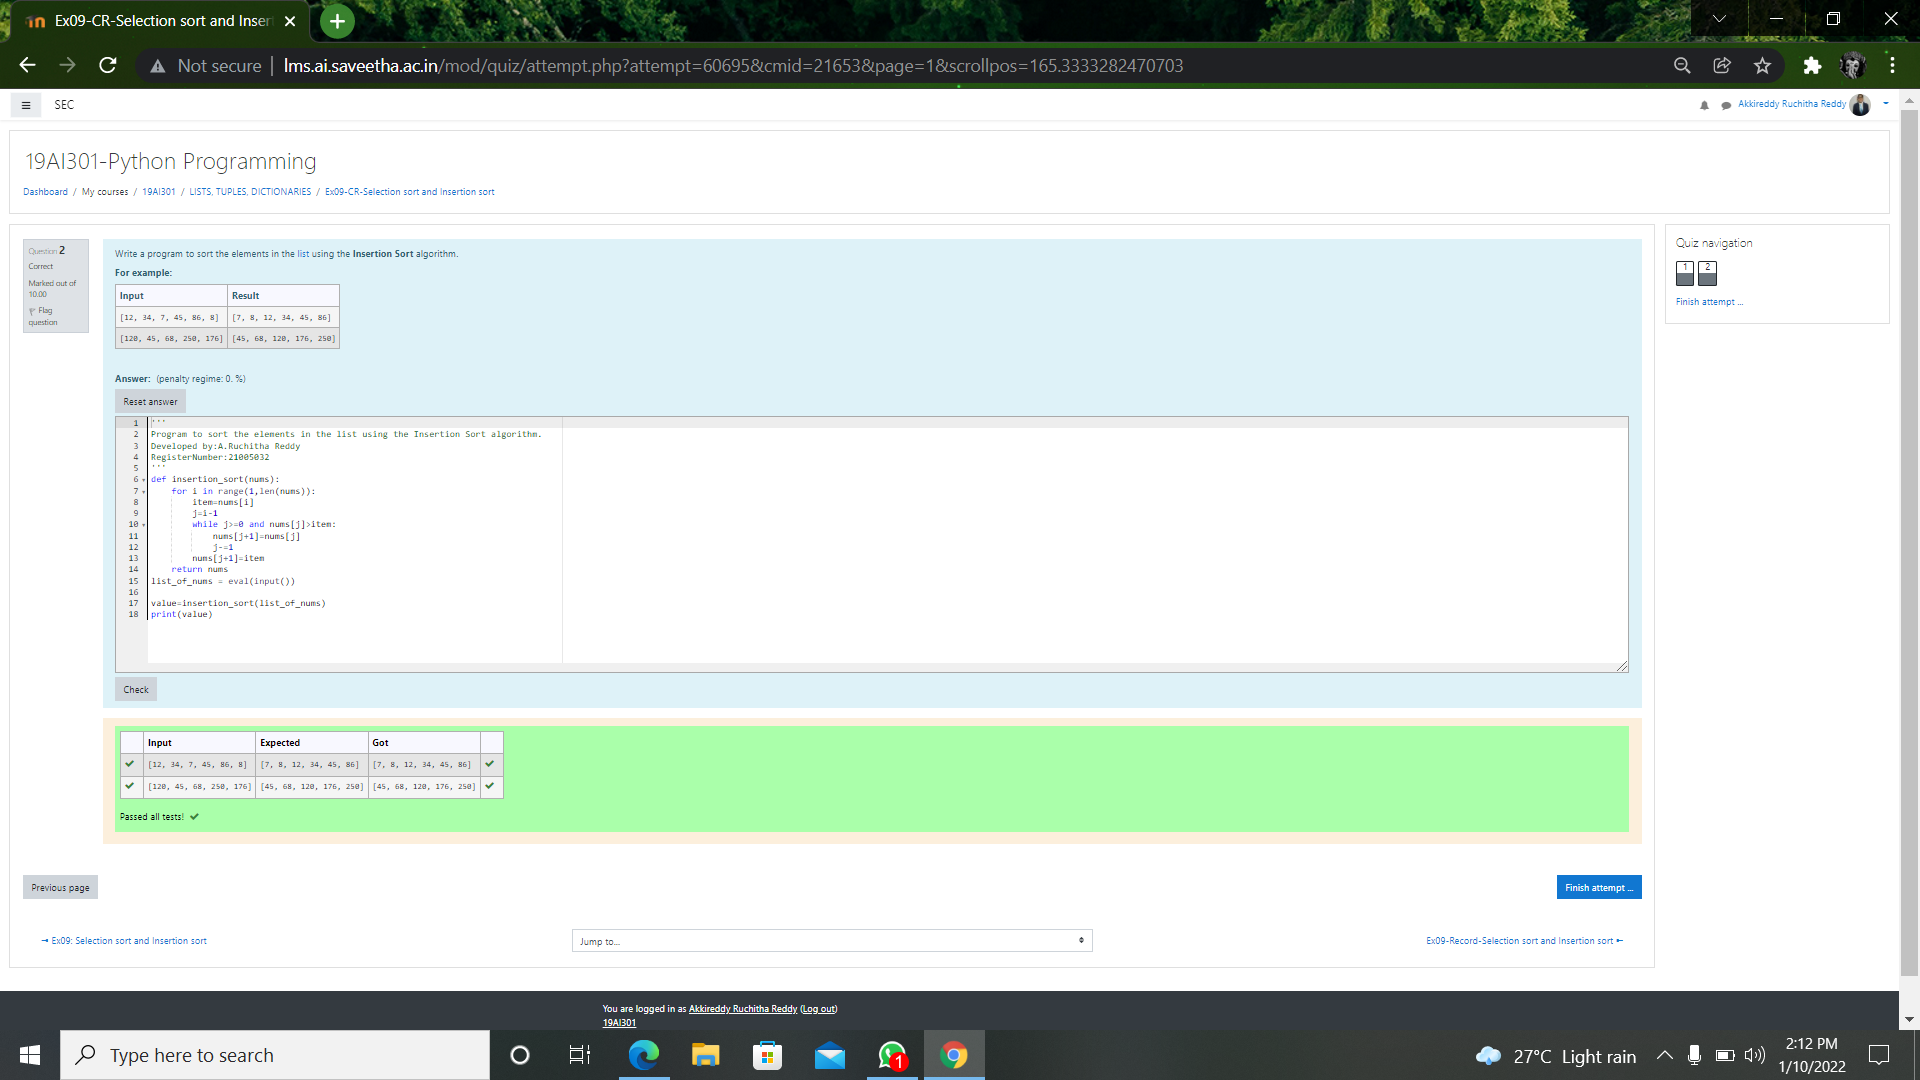 Ex09-CR-Selection sort and Inser
Not secure | lms.ai.saveetha.ac.in/mod/quiz/attempt.php?attempt=60695&cmid=21653&page=1&scrollpos=165.3333282470703
SEC
Akkireddy Ruchitha Reddy
19AI301-Python Programming
Dashboard / My courses / 19AI301 / LISTS, TUPLES, DICTIONARIES / Ex09-CR-Selection sort and Insertion sort
Question 2
Correct
Marked out of
10.00
Flag
question
Write a program to sort the elements in the list using the Insertion Sort algorithm.
For example:
Input Result
[12, 34, 7, 45, 86, 8] [7, 8, 12, 34, 45, 86]
[120, 45, 68, 250, 176] [45, 68, 120, 176, 250]
Answer: (penalty regime: 0. %)
Reset answer
1 '''
2 Program to sort the elements in the list using the Insertion Sort algorithm.
3 Developed by:A.Ruchitha Reddy
4 RegisterNumber:21005032
5 '''
6 def insertion_sort(nums):
7 for i in range(1,len(nums)):
8 item=nums[i]
9 j=i-1
10 while j>=0 and nums[j]>item:
11 nums[j+1]=nums[j]
12 j-=1
13 nums[j+1]=item
14 return nums
15 list_of_nums = eval(input())
16
17 value=insertion_sort(list_of_nums)
18 print(value)
Check
Input Expected Got
[12, 34, 7, 45, 86, 8] [7, 8, 12, 34, 45, 86] [7, 8, 12, 34, 45, 86]
[120, 45, 68, 250, 176] [45, 68, 120, 176, 250] [45, 68, 120, 176, 250]
Passed all tests!
Previous page
Finish attempt ...
→ Ex09: Selection sort and Insertion sort
Jump to...
Ex09-Record-Selection sort and Insertion sort ←
Quiz navigation
1 2
Finish attempt ...
You are logged in as Akkireddy Ruchitha Reddy (Log out)
19AI301
Type here to search
1
27°C Light rain
2:12 PM
1/10/2022